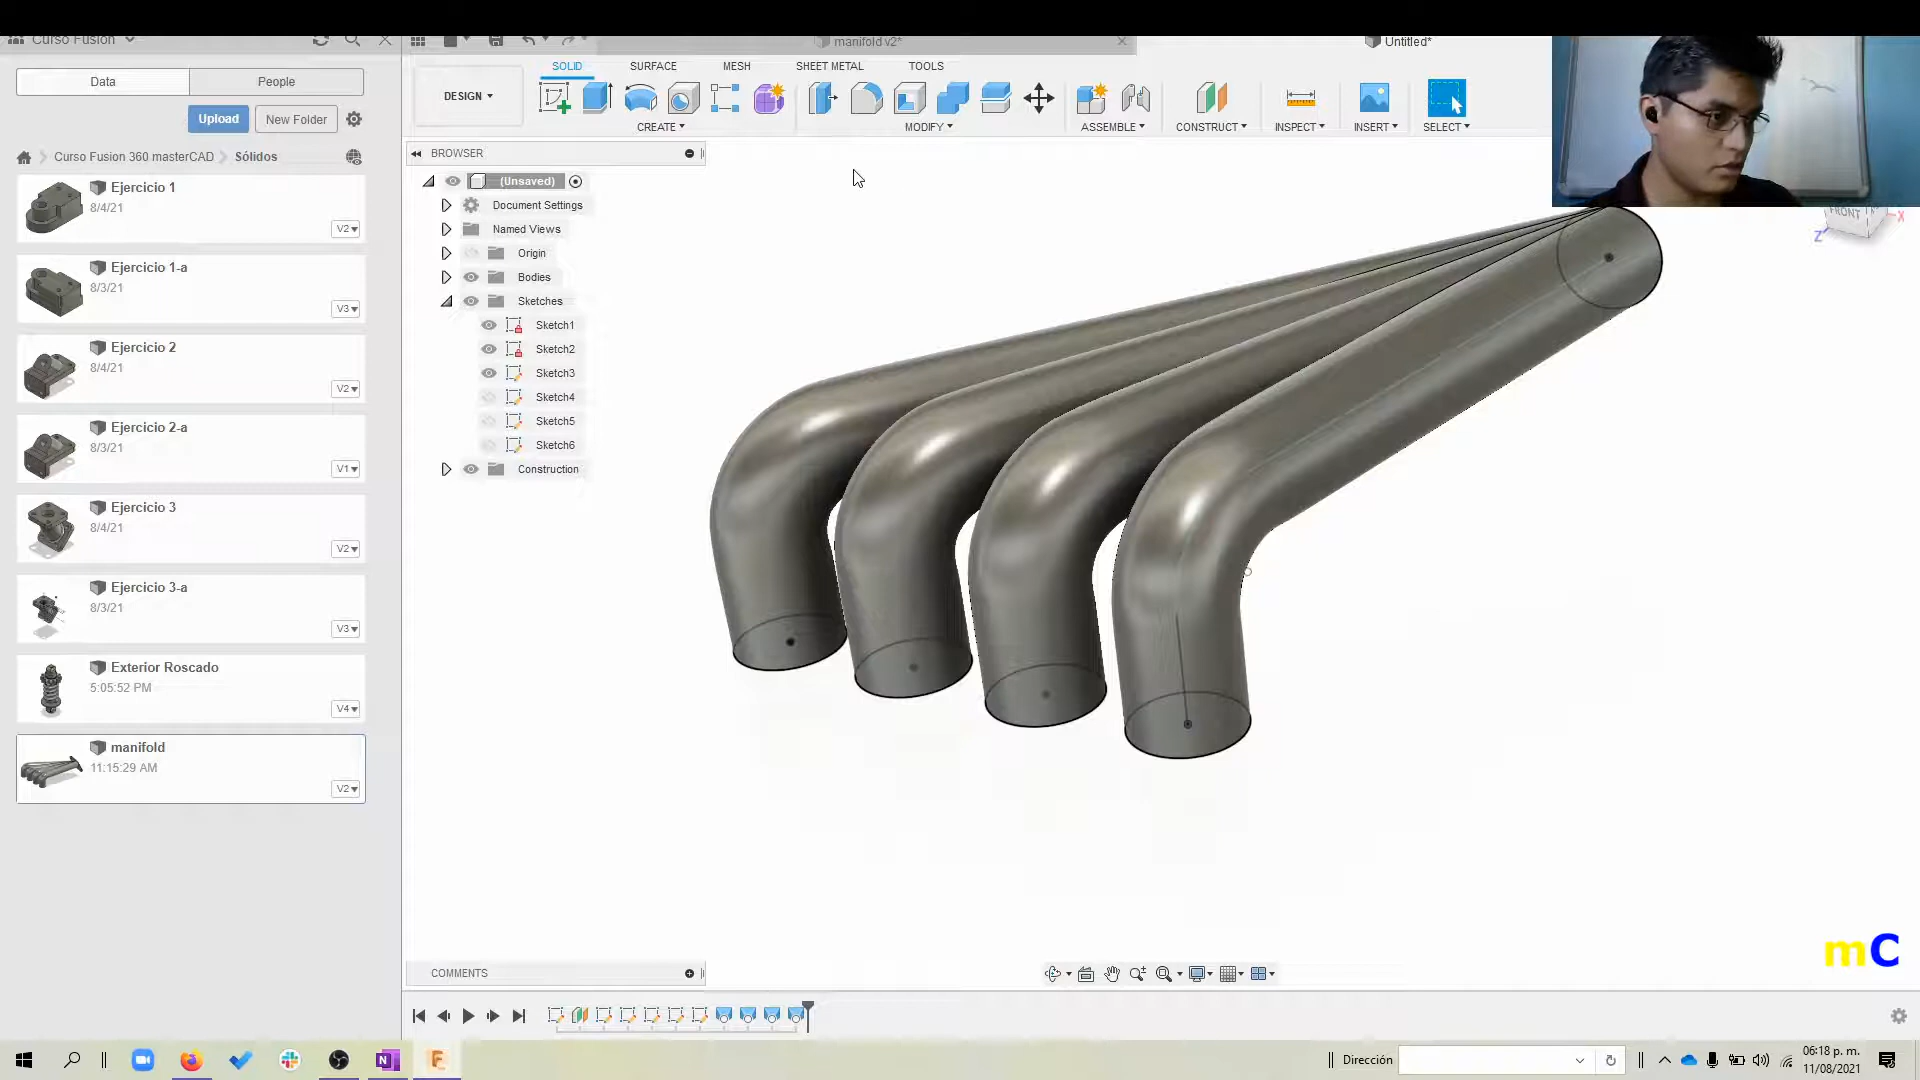 Curso Fusion
manifold v2*
Untitled*
Data
People
SOLID
SURFACE
MESH
SHEET METAL
TOOLS
DESIGN
Upload
New Folder
CREATE
MODIFY
ASSEMBLE
CONSTRUCT
INSPECT
INSERT
SELECT
Curso Fusion 360 masterCAD
Sólidos
BROWSER
(Unsaved)
Document Settings
Named Views
Origin
Bodies
Sketches
Sketch1
Sketch2
Sketch3
Sketch4
Sketch5
Sketch6
Construction
Ejercicio 1
8/4/21
V2
Ejercicio 1-a
8/3/21
V3
Ejercicio 2
8/4/21
V2
Ejercicio 2-a
8/3/21
V1
Ejercicio 3
8/4/21
V2
Ejercicio 3-a
8/3/21
V3
Exterior Roscado
5:05:52 PM
V4
manifold
11:15:29 AM
V2
FRONT
X
Z
mC
COMMENTS
Dirección
06:18 p. m.
11/08/2021